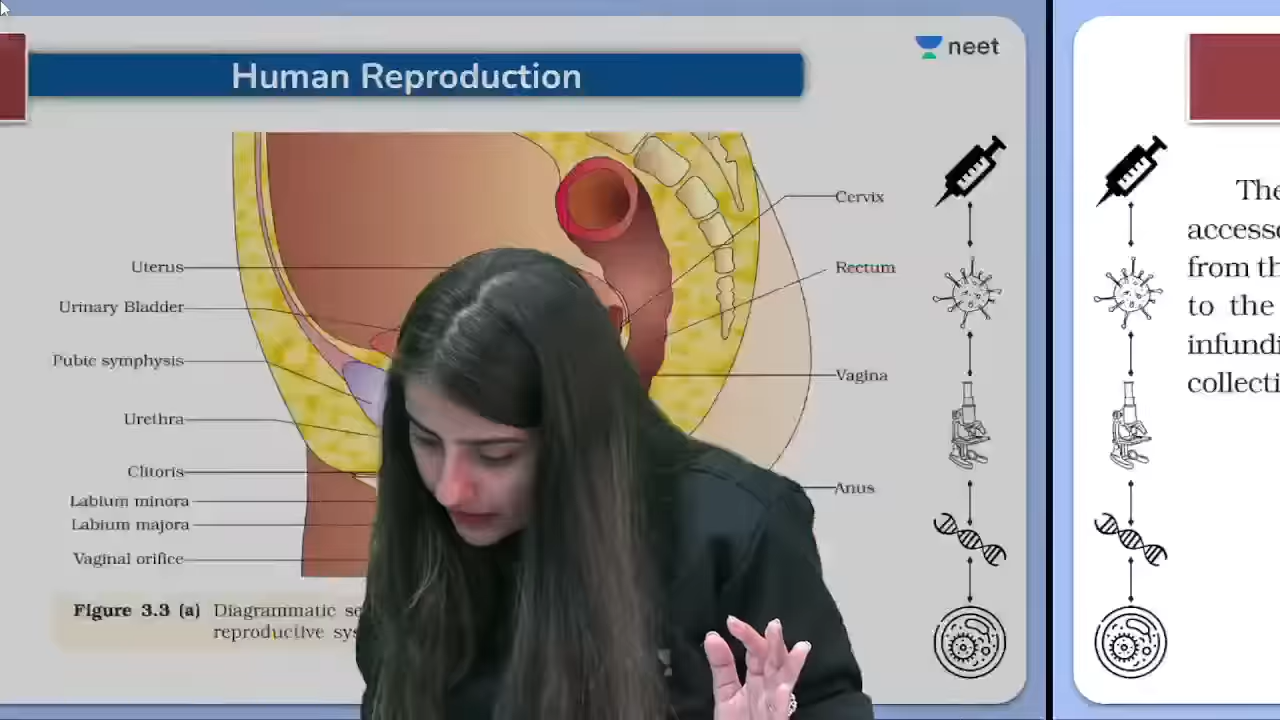 neet
Human Reproduction
Cervix
Uterus
Rectum
Urinary Bladder
Pubic symphysis
Vagina
Urethra
Clitoris
Anus
Labium minora
Labium majora
Vaginal orifice
Figure 3.3 (a) Diagrammatic se
reproductive sys
The
access
from th
to the
infundi
collecti